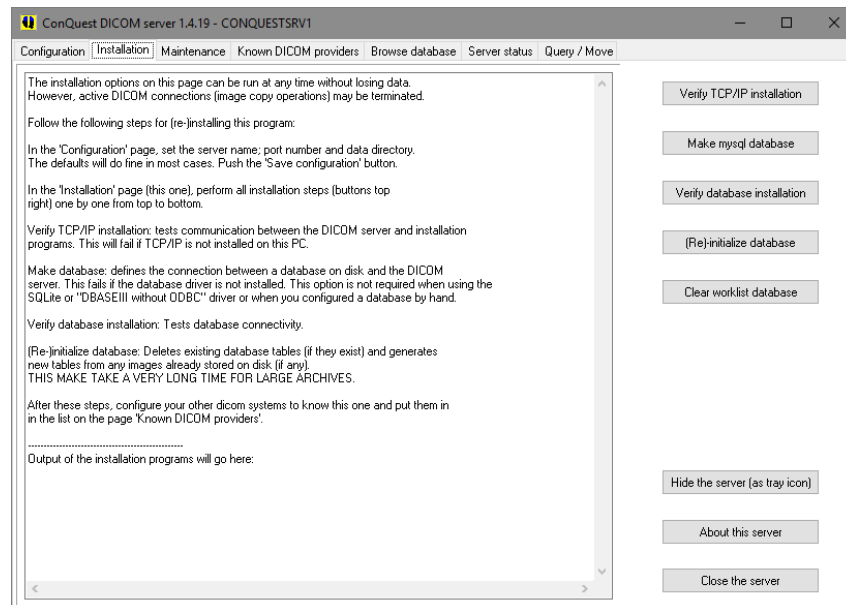 ConQuest DICOM server 1.4.19 - CONQUESTSRV1
Configuration Installation Maintenance Known DICOM providers Browse database Server status Query / Move
The installation options on this page can be run at any time without losing data.
However, active DICOM connections (image copy operations) may be terminated.
Follow the following steps for (re-)installing this program:
In the 'Configuration' page, set the server name; port number and data directory.
The defaults will do fine in most cases. Push the 'Save configuration' button.
In the 'Installation' page (this one), perform all installation steps (buttons top
right) one by one from top to bottom.
Verify TCP/IP installation: tests communication between the DICOM server and installation
programs. This will fail if TCP/IP is not installed on this PC.
Make database: defines the connection between a database on disk and the DICOM
server. This fails if the database driver is not installed. This option is not required when using the
SQLite or "DBASEIII without ODBC" driver or when you configured a database by hand.
Verify database installation: Tests database connectivity.
(Re-)initialize database: Deletes existing database tables (if they exist) and generates
new tables from any images already stored on disk (if any).
THIS MAKE TAKE A VERY LONG TIME FOR LARGE ARCHIVES.
After these steps, configure your other dicom systems to know this one and put them in
in the list on the page 'Known DICOM providers'.
----------------------------------------------------
Output of the installation programs will go here:
Verify TCP/IP installation
Make mysql database
Verify database installation
(Re)-initialize database
Clear worklist database
Hide the server (as tray icon)
About this server
Close the server